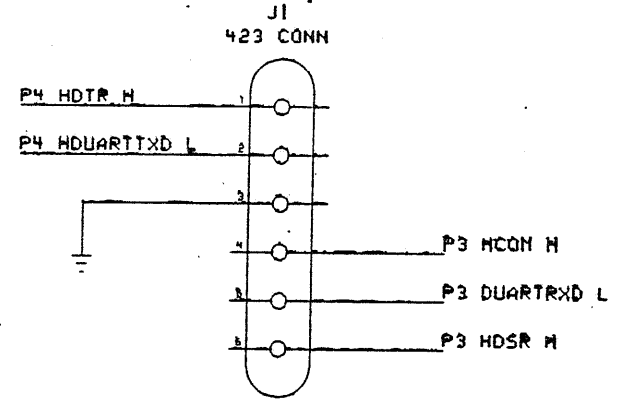 J1
423 CONN
P4 HDTR H
1
P4 HDUARTTXD L
2
3
4
P3 HCON H
5
P3 DUARTRXD L
6
P3 HDSR H